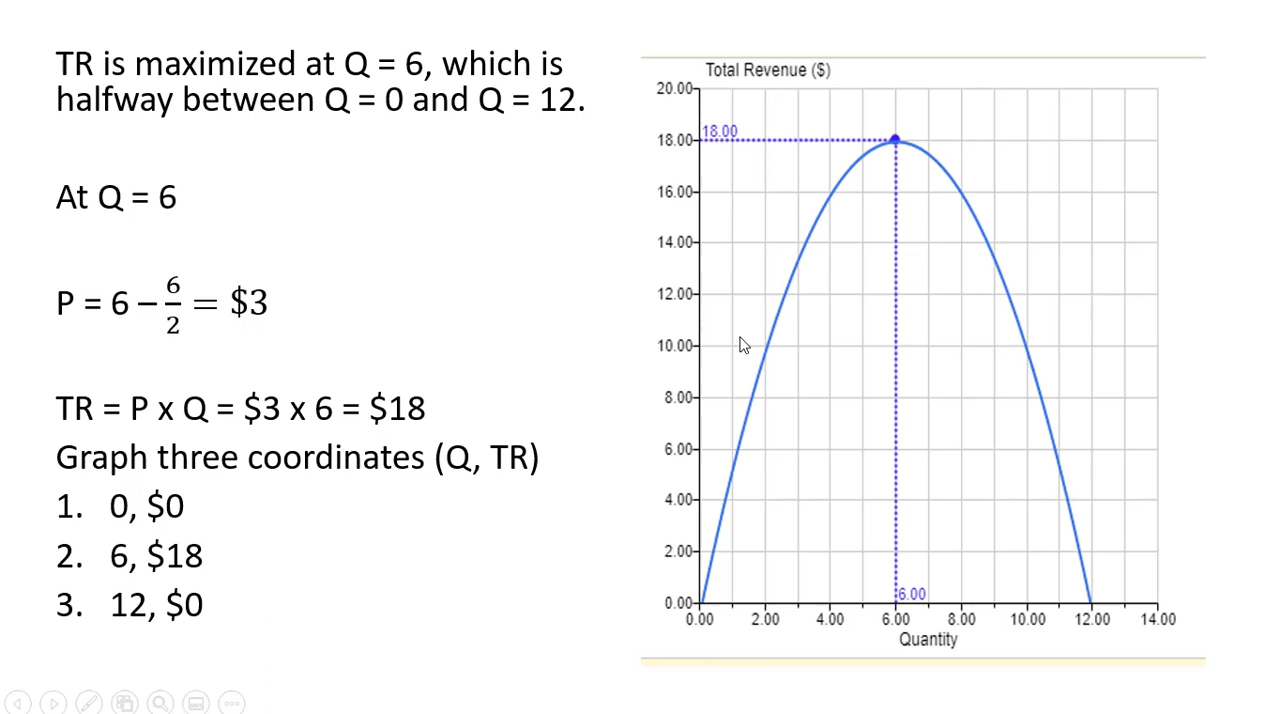 TR is maximized at Q = 6, which is
halfway between Q = 0 and Q = 12.
At Q = 6
P = 6 – 6/2 = $3
TR = P x Q = $3 x 6 = $18
Graph three coordinates (Q, TR)
1. 0, $0
2. 6, $18
3. 12, $0
Total Revenue ($)
20.00
18.00
18.00
16.00
14.00
12.00
10.00
8.00
6.00
4.00
2.00
0.00
6.00
0.00 2.00 4.00 6.00 8.00 10.00 12.00 14.00
Quantity